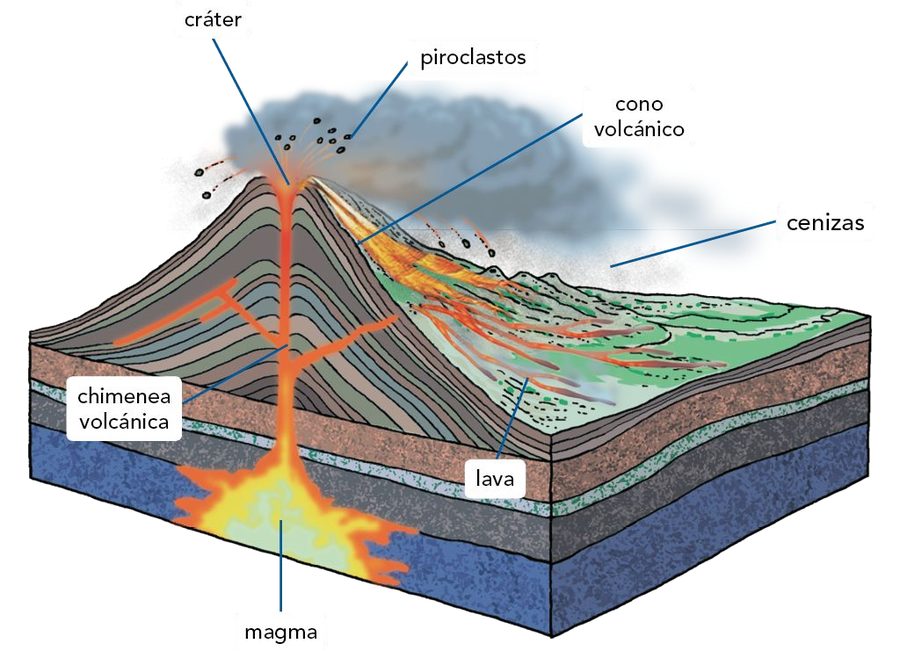 cráter
piroclastos
cono
volcánico
cenizas
chimenea
volcánica
lava
magma